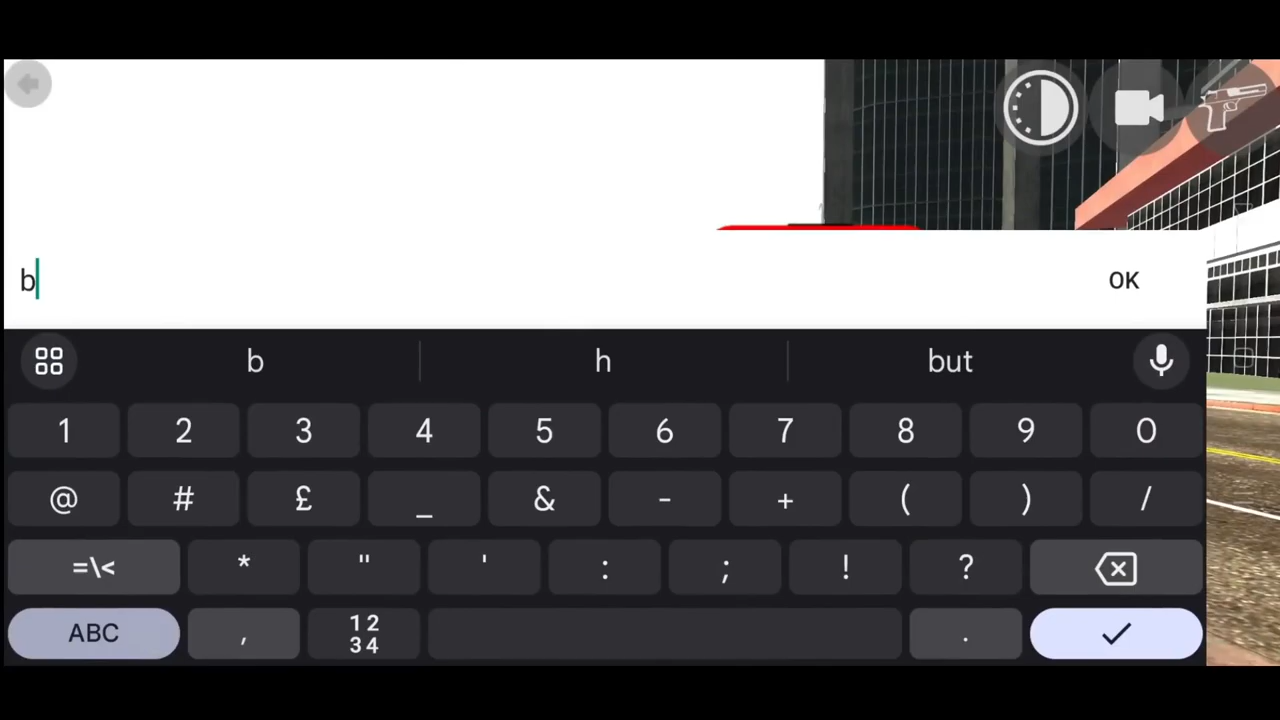 b
OK
b h but
1 2 3 4 5 6 7 8 9 0
@ # £ _ & - + ( ) /
=\< * " ' : ; ! ?
ABC , 12 34 .